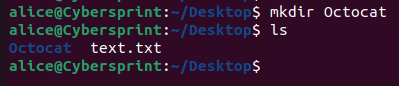 alice@Cybersprint:~/Desktop$ mkdir Octocat
alice@Cybersprint:~/Desktop$ ls
Octocat  text.txt
alice@Cybersprint:~/Desktop$